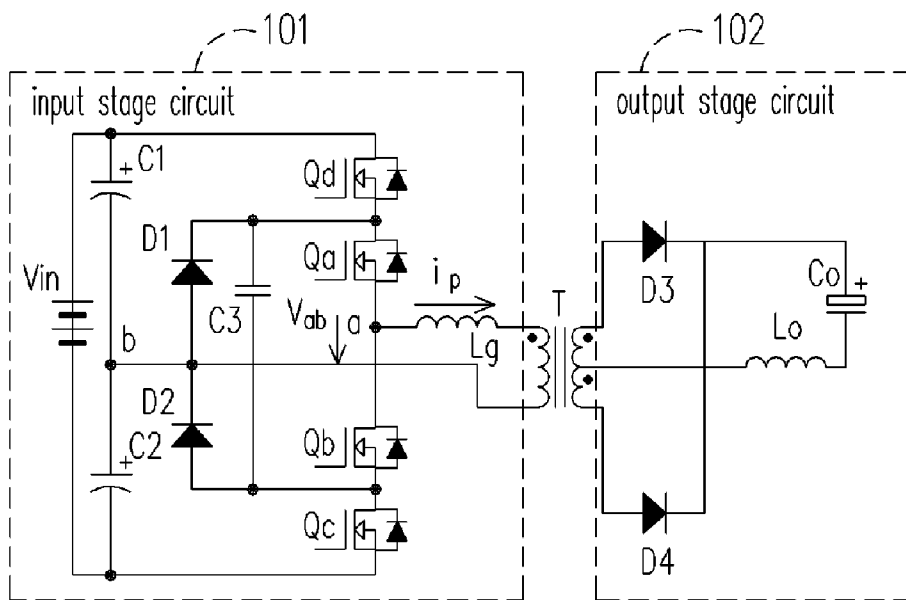 101
102
input stage circuit
output stage circuit
C1
Qd
D1
Qa
Vin
C3
Vab
a
ip
Lg
T
D3
Co
Lo
b
D2
C2
Qb
Qc
D4
+
+
+